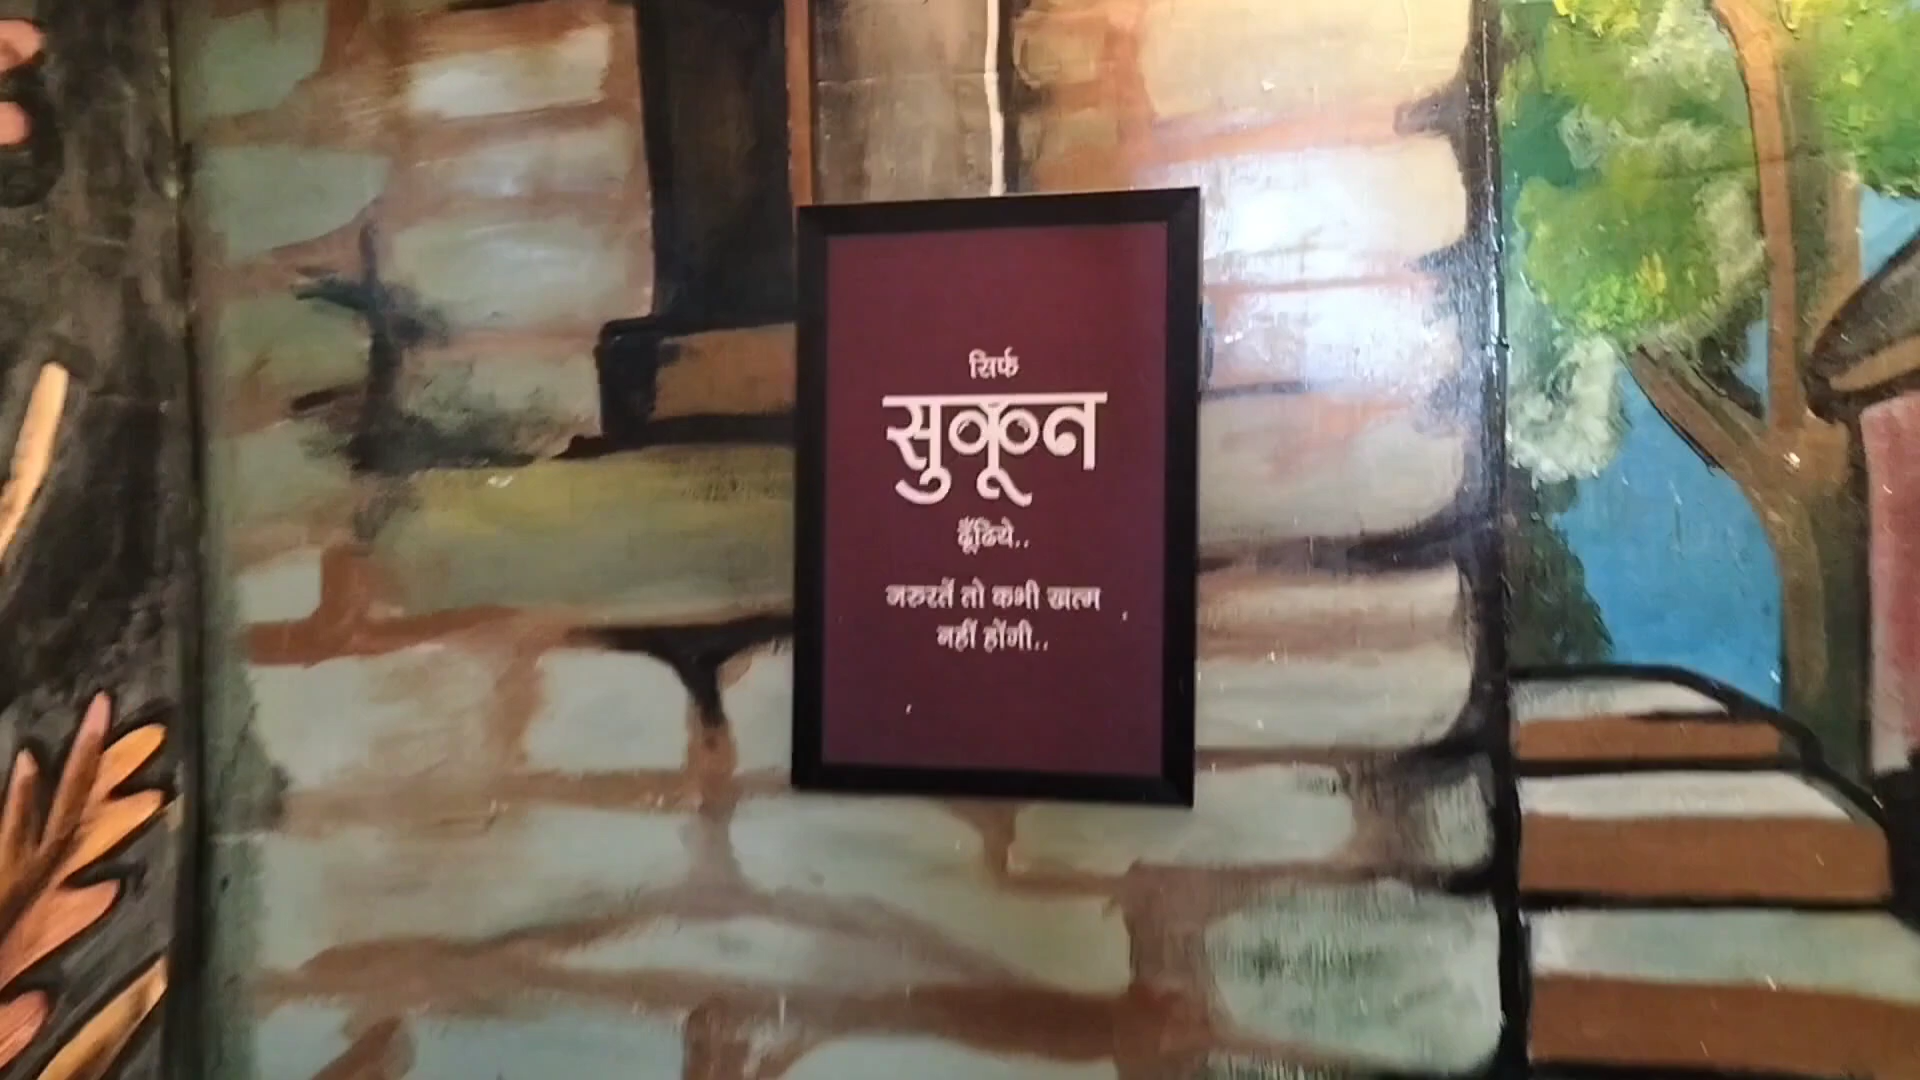 सिर्फ
सुकून
ढूँढिये..
जरुरतें तो कभी खत्म
नहीं होंगी..